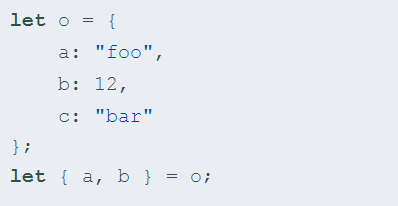 let o = {
    a: "foo",
    b: 12,
    c: "bar"
};
let { a, b } = o;